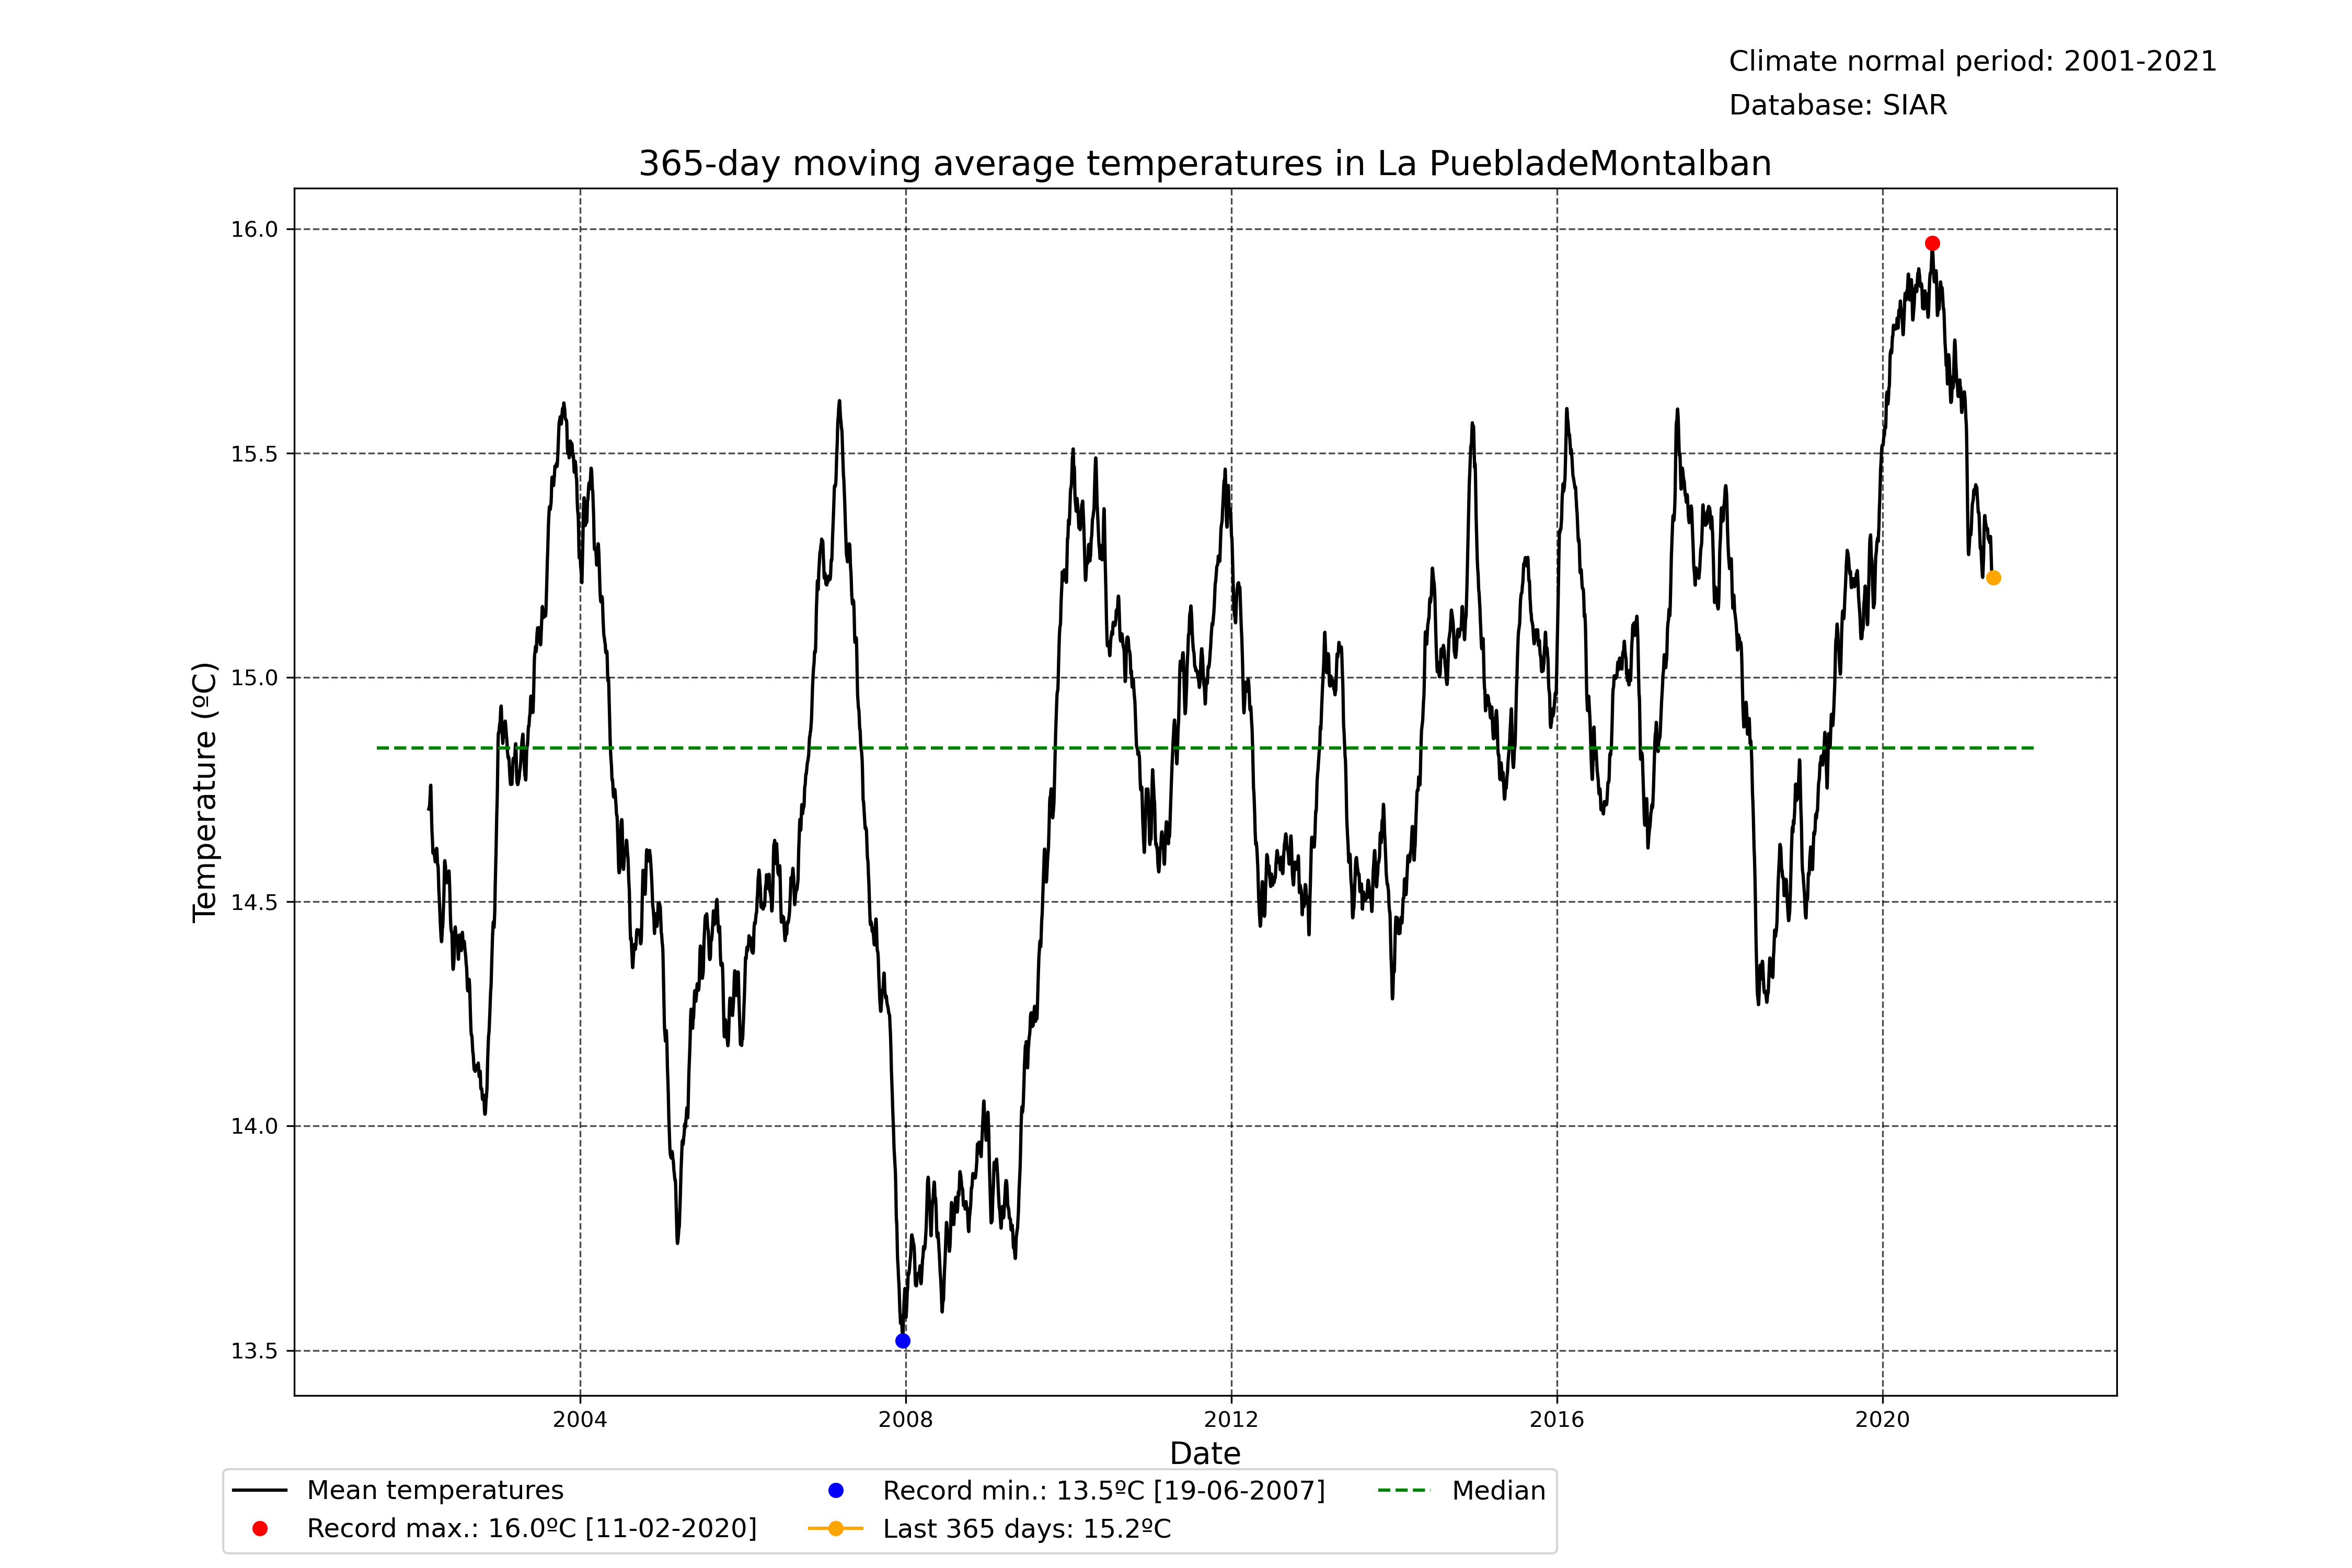 Climate normal period: 2001-2021
Database: SIAR
365-day moving average temperatures in La PuebladeMontalban
16.0
15.5
15.0
14.5
14.0
13.5
Temperature (ºC)
2004 2008 2012 2016 2020
Date
Mean temperatures
Record max.: 16.0ºC [11-02-2020]
Record min.: 13.5ºC [19-06-2007]
Last 365 days: 15.2ºC
Median